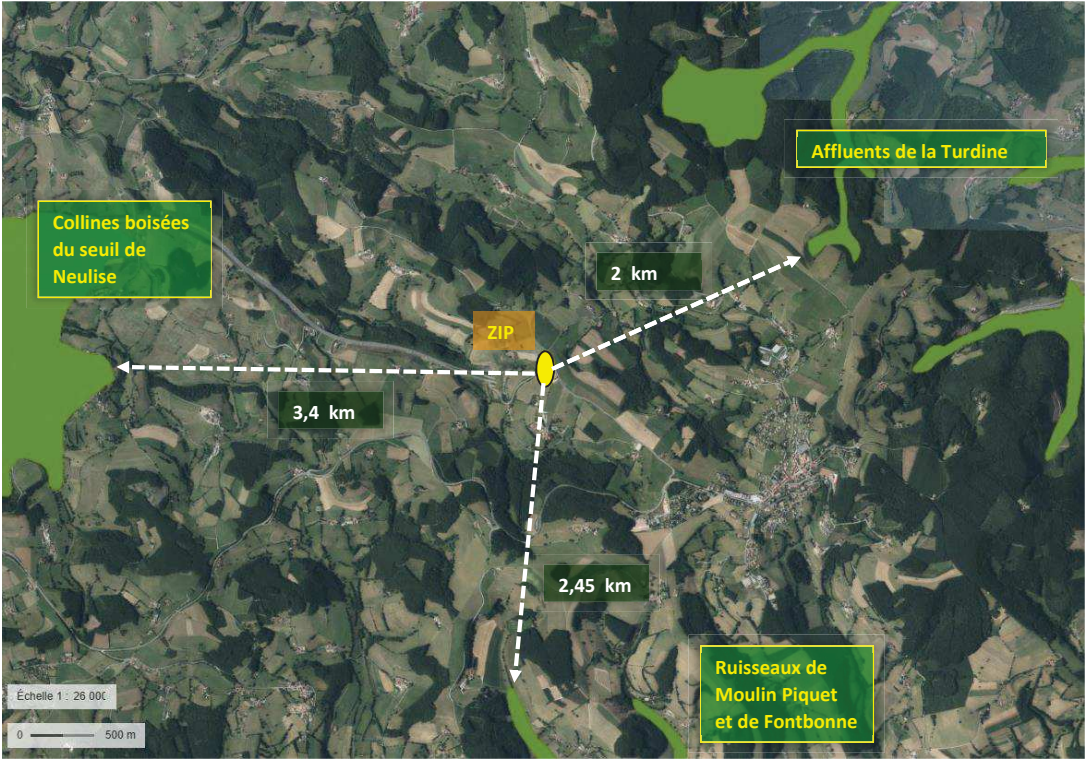 Affluents de la Turdine
Collines boisées
du seuil de
Neulise
2 km
ZIP
3,4 km
2,45 km
Ruisseaux de
Moulin Piquet
et de Fontbonne
Échelle 1 : 26 000
0 500 m